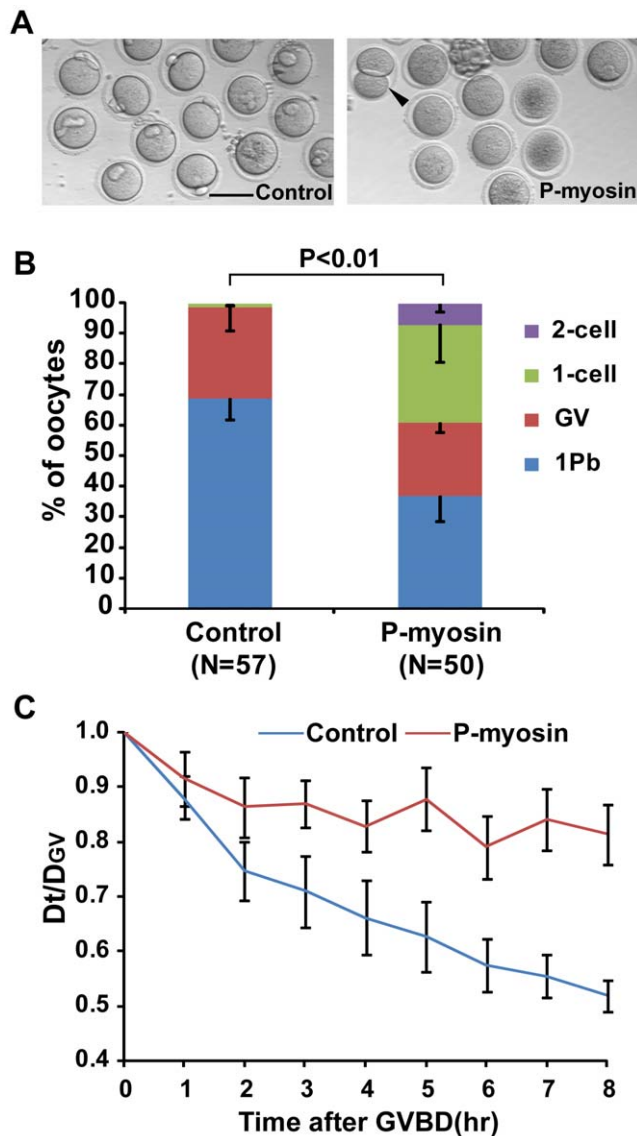 A
Control
P-myosin
B
P<0.01
100
90
80
70
60
50
40
30
20
10
0
% of oocytes
2-cell
1-cell
GV
1Pb
Control
(N=57)
P-myosin
(N=50)
C
Control
P-myosin
1.0
0.9
0.8
0.7
0.6
0.5
0.4
Dt/DGV
0 1 2 3 4 5 6 7 8
Time after GVBD(hr)